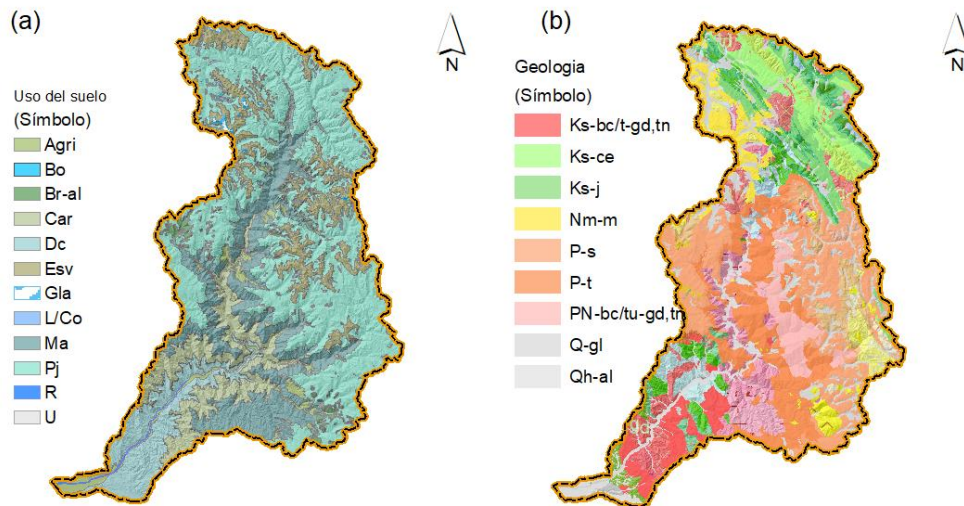 (a)
N
Uso del suelo
(Símbolo)
Agri
Bo
Br-al
Car
Dc
Esv
Gla
L/Co
Ma
Pj
R
U
(b)
N
Geologia
(Símbolo)
Ks-bc/t-gd,tn
Ks-ce
Ks-j
Nm-m
P-s
P-t
PN-bc/tu-gd,tn
Q-gl
Qh-al